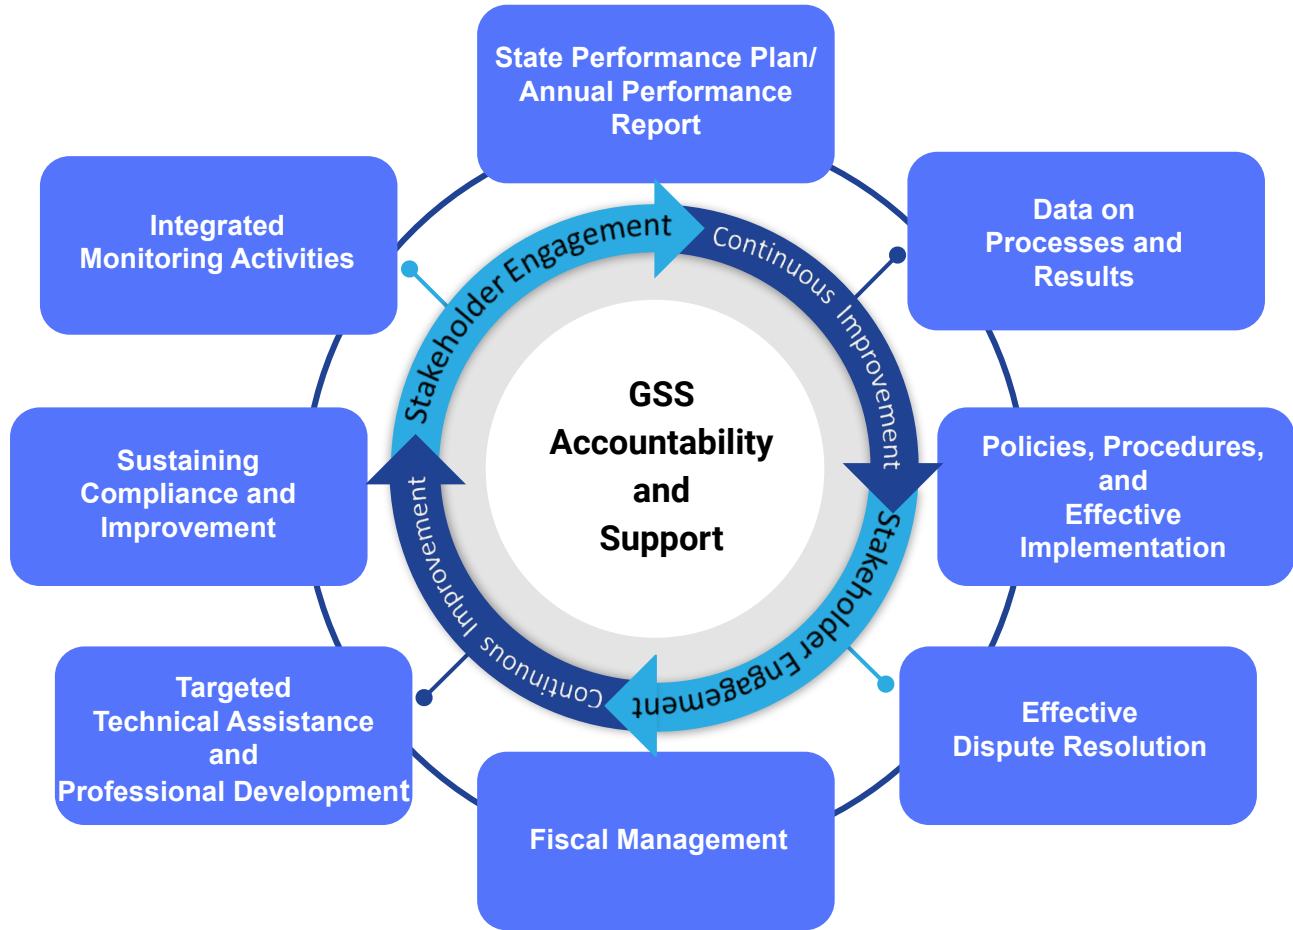 State Performance Plan/
Annual Performance
Report
Data on
Processes and
Results
Policies, Procedures,
and
Effective
Implementation
Effective
Dispute Resolution
Fiscal Management
Targeted
Technical Assistance
and
Professional Development
Sustaining
Compliance and
Improvement
Integrated
Monitoring Activities
Stakeholder Engagement
Continuous Improvement
Stakeholder Engagement
Continuous Improvement
GSS
Accountability
and
Support